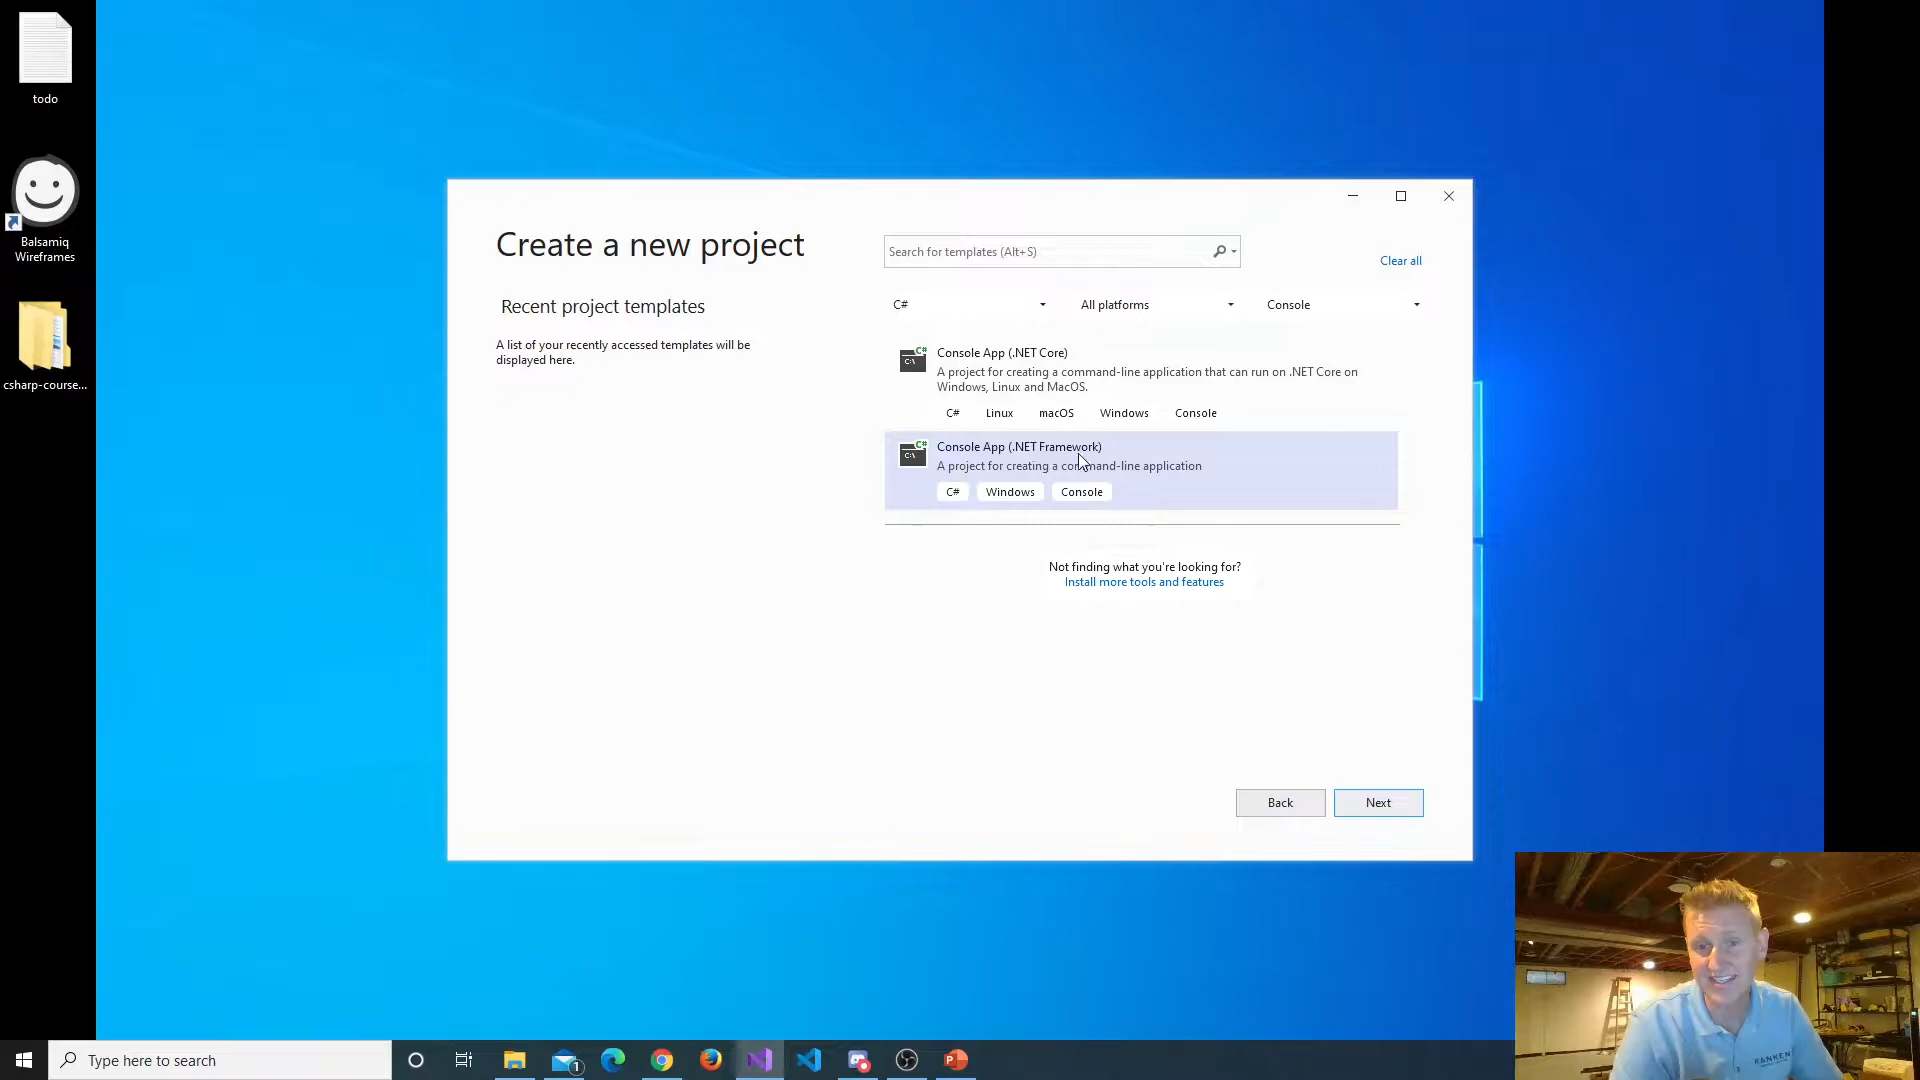 todo
Balsamiq
Wireframes
csharp-course...
Create a new project
Search for templates (Alt+S)
Clear all
Recent project templates
A list of your recently accessed templates will be
displayed here.
C#
All platforms
Console
C#
C:\
Console App (.NET Core)
A project for creating a command-line application that can run on .NET Core on
Windows, Linux and MacOS.
C# Linux macOS Windows Console
C#
C:\
Console App (.NET Framework)
A project for creating a command-line application
C# Windows Console
Not finding what you're looking for?
Install more tools and features
Back
Next
RANKEN
Type here to search
1
P